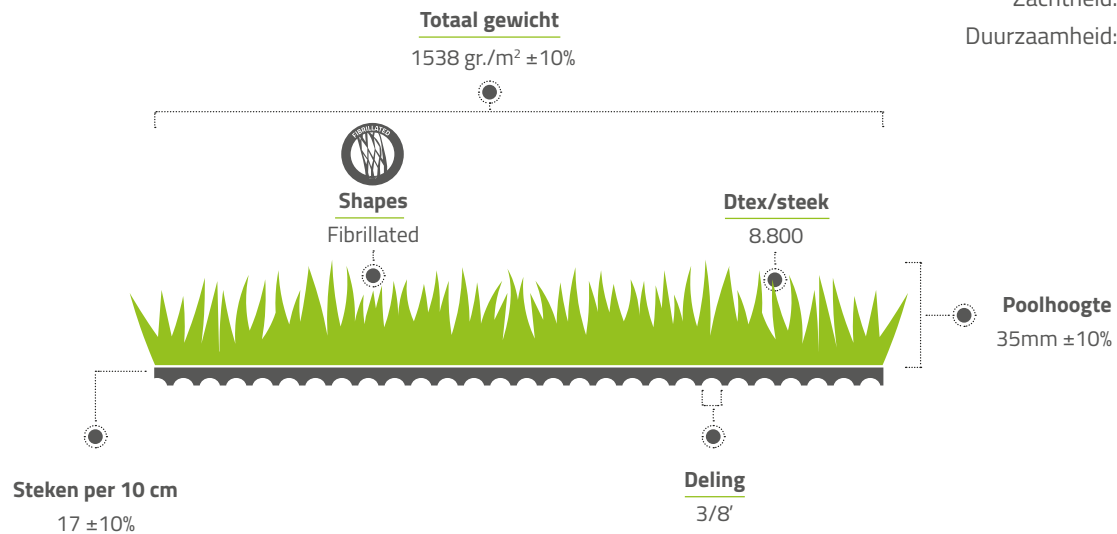 Zachtheid:
Duurzaamheid:
Totaal gewicht
1538 gr./m² ±10%
FIBRILLATED
Shapes
Fibrillated
Dtex/steek
8.800
Poolhoogte
35mm ±10%
Steken per 10 cm
17 ±10%
Deling
3/8’